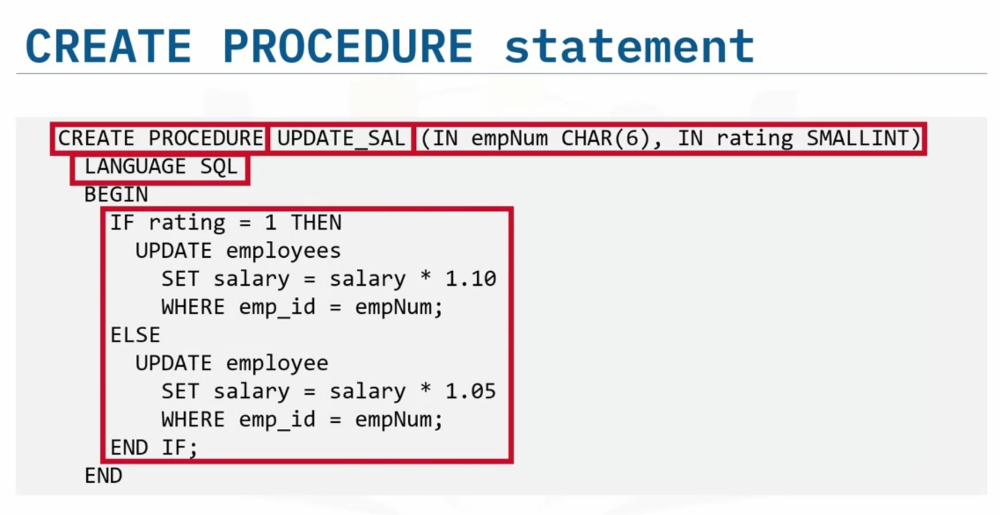 CREATE PROCEDURE statement
CREATE PROCEDURE UPDATE_SAL (IN empNum CHAR(6), IN rating SMALLINT)
LANGUAGE SQL
BEGIN
IF rating = 1 THEN
UPDATE employees
SET salary = salary * 1.10
WHERE emp_id = empNum;
ELSE
UPDATE employee
SET salary = salary * 1.05
WHERE emp_id = empNum;
END IF;
END